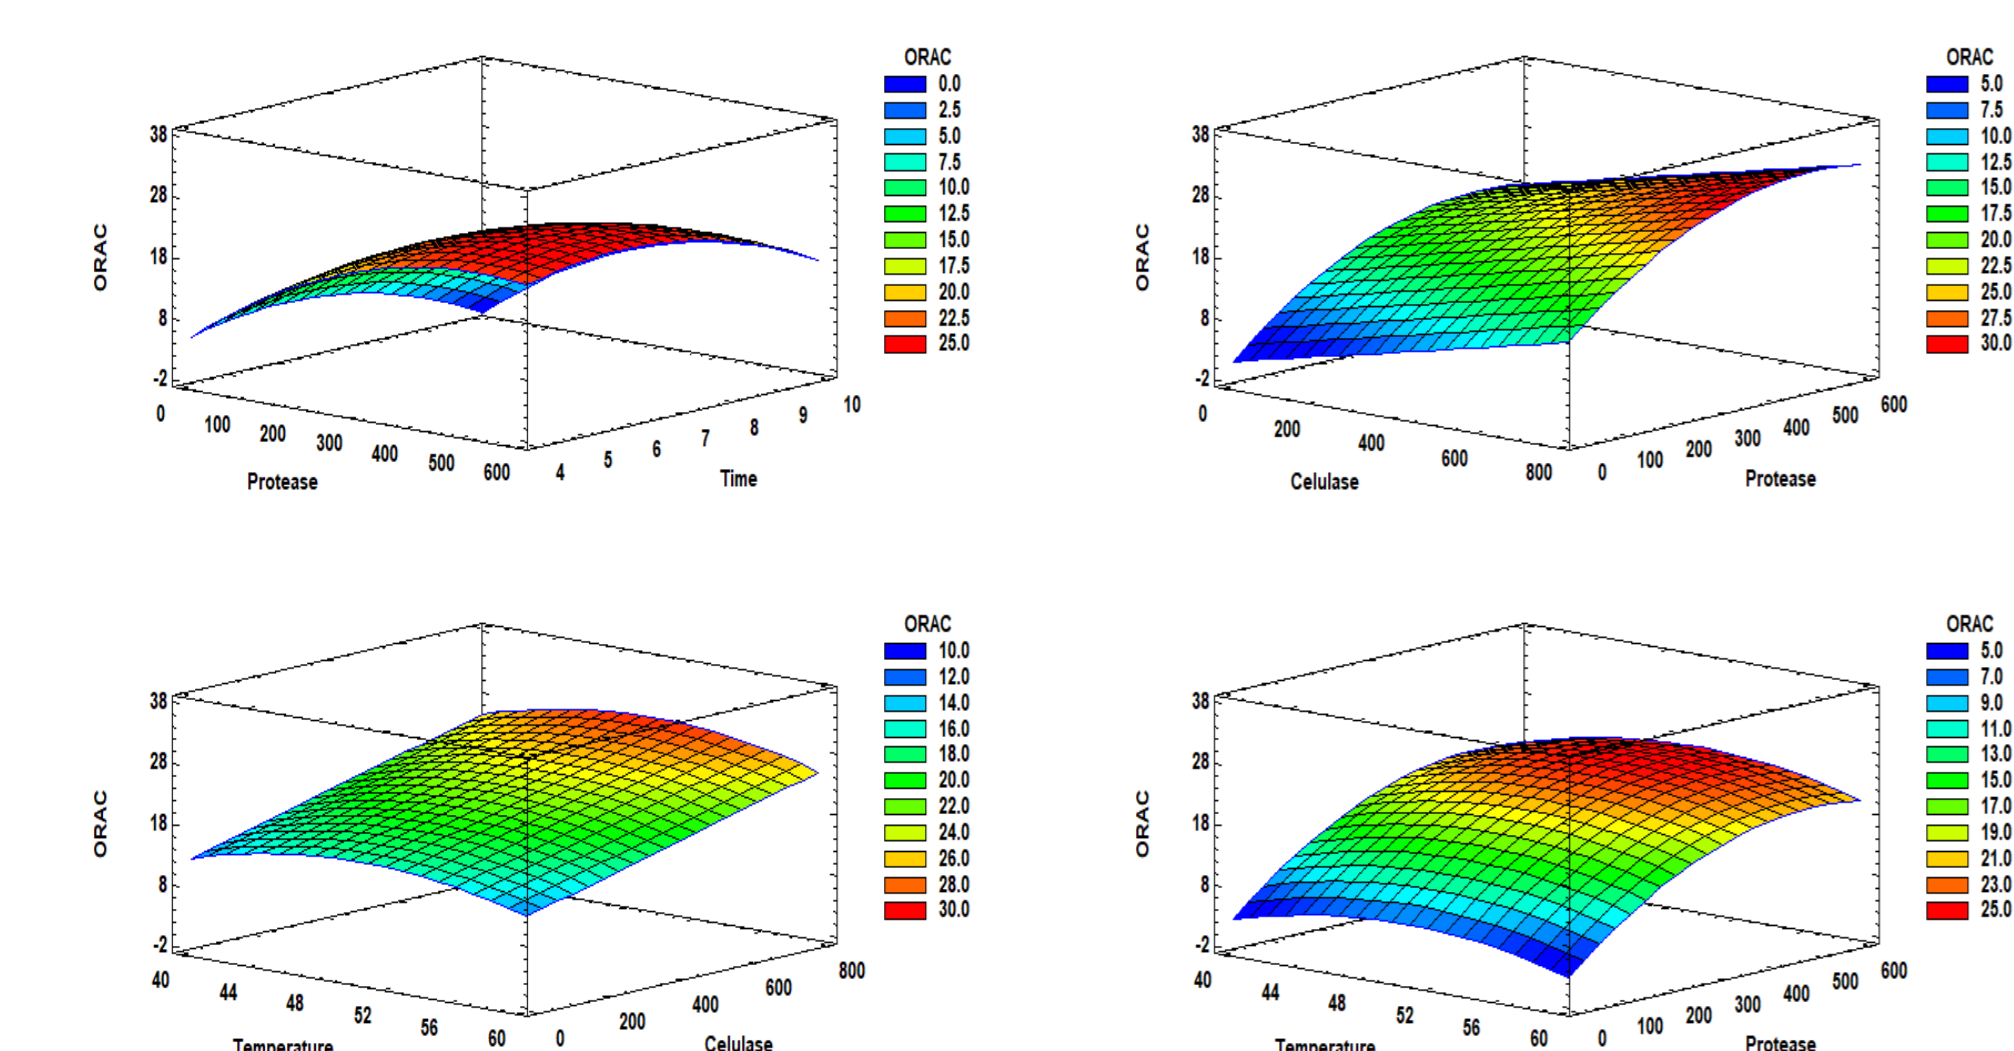 ORAC
0.0
2.5
5.0
7.5
10.0
12.5
15.0
17.5
20.0
22.5
25.0
38
28
18
8
-2
ORAC
0 100 200 300 400 500 600
Protease
4 5 6 7 8 9 10
Time
ORAC
5.0
7.5
10.0
12.5
15.0
17.5
20.0
22.5
25.0
27.5
30.0
38
28
18
8
-2
ORAC
0 200 400 600 800
Celulase
0 100 200 300 400 500 600
Protease
ORAC
10.0
12.0
14.0
16.0
18.0
20.0
22.0
24.0
26.0
28.0
30.0
38
28
18
8
-2
ORAC
40 44 48 52 56 60
Temperature
0 200 400 600 800
Celulase
ORAC
5.0
7.0
9.0
11.0
13.0
15.0
17.0
19.0
21.0
23.0
25.0
38
28
18
8
-2
ORAC
40 44 48 52 56 60
Temperature
0 100 200 300 400 500 600
Protease